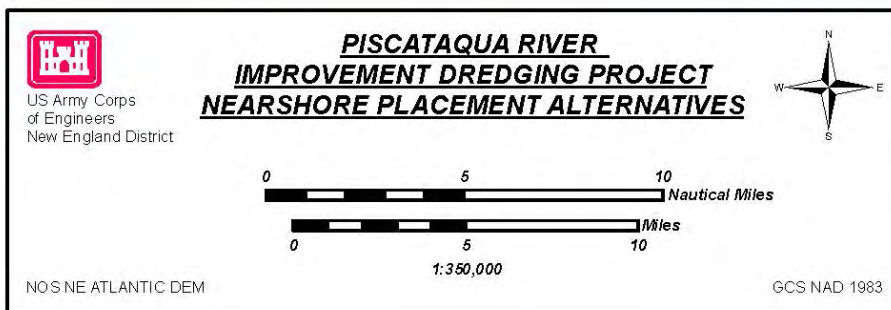 PISCATAQUA RIVER
IMPROVEMENT DREDGING PROJECT
NEARSHORE PLACEMENT ALTERNATIVES
US Army Corps
of Engineers
New England District
N
W
E
S
0 5 10
Nautical Miles
Miles
0 5 10
1:350,000
NOS NE ATLANTIC DEM
GCS NAD 1983